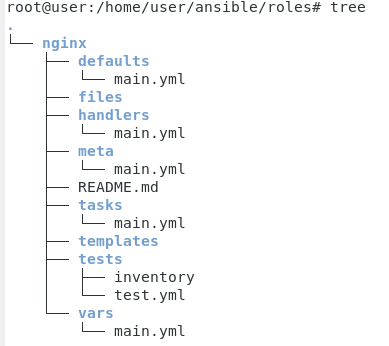 root@user:/home/user/ansible/roles# tree
.
└── nginx
    ├── defaults
    │   └── main.yml
    ├── files
    ├── handlers
    │   └── main.yml
    ├── meta
    │   └── main.yml
    ├── README.md
    ├── tasks
    │   └── main.yml
    ├── templates
    ├── tests
    │   ├── inventory
    │   └── test.yml
    └── vars
        └── main.yml